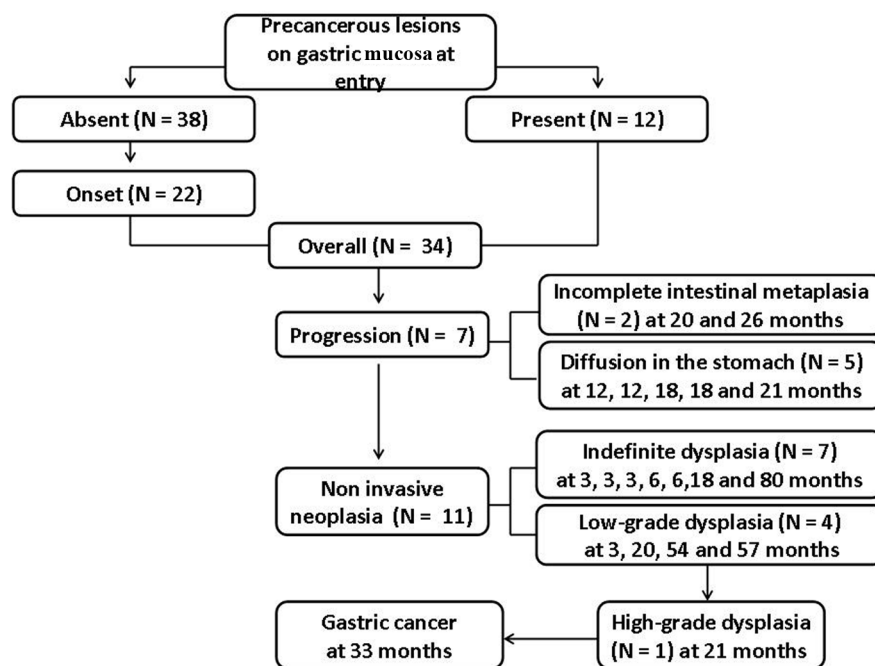 Precancerous lesions
on gastric mucosa at
entry
Absent (N = 38)
Present (N = 12)
Onset (N = 22)
Overall (N = 34)
Incomplete intestinal metaplasia
(N = 2) at 20 and 26 months
Progression (N = 7)
Diffusion in the stomach (N = 5)
at 12, 12, 18, 18 and 21 months
Indefinite dysplasia (N = 7)
at 3, 3, 3, 6, 6,18 and 80 months
Non invasive
neoplasia (N = 11)
Low-grade dysplasia (N = 4)
at 3, 20, 54 and 57 months
Gastric cancer
at 33 months
High-grade dysplasia
(N = 1) at 21 months